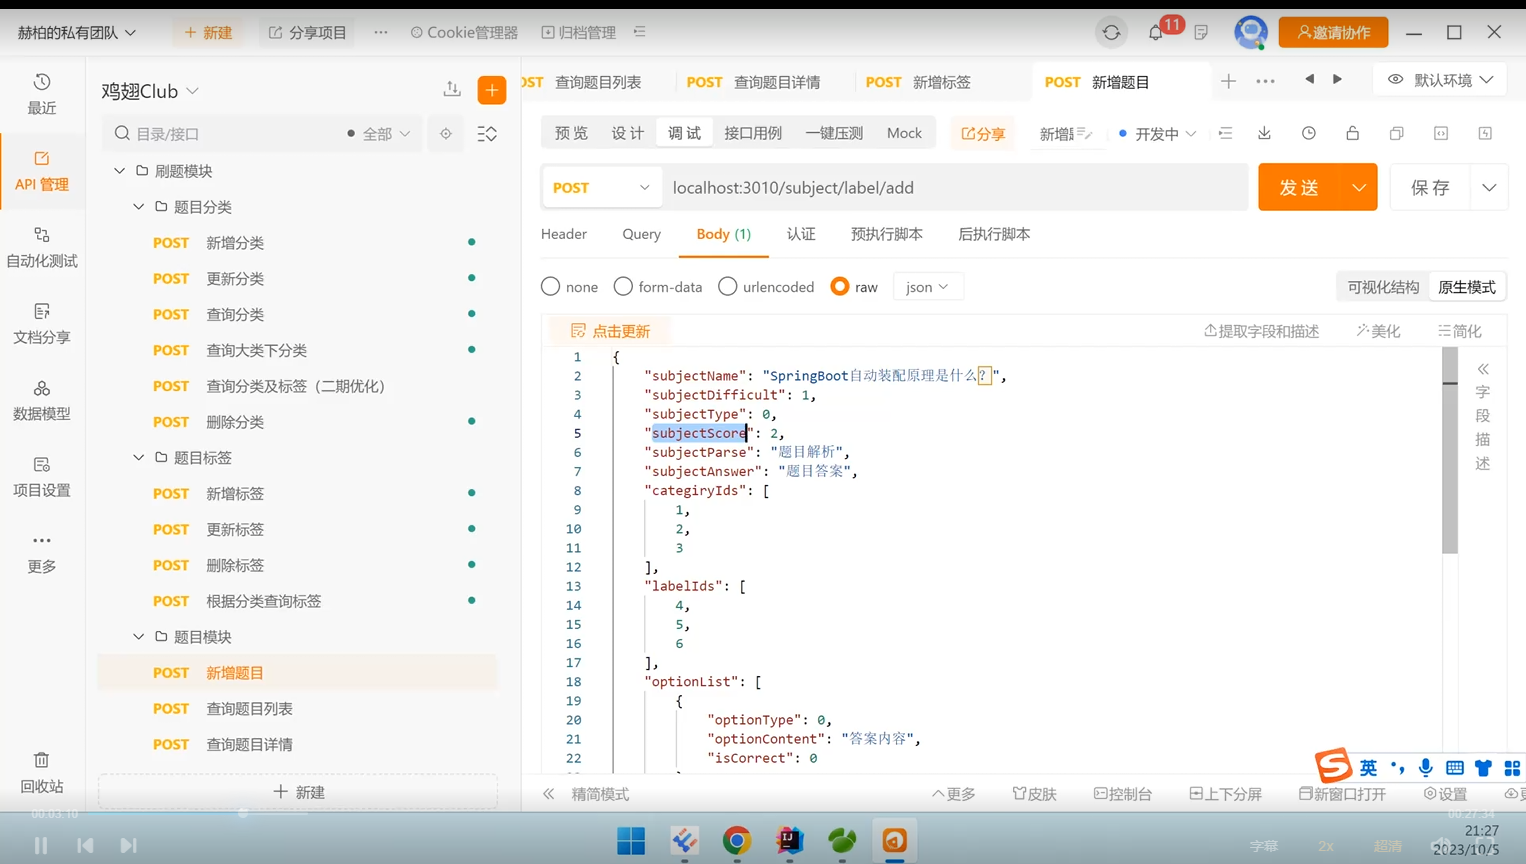 赫柏的私有团队
新建
分享项目
Cookie管理器
归档管理
11
邀请协作
最近
API 管理
自动化测试
文档分享
数据模型
项目设置
更多
回收站
鸡翅Club
目录/接口
全部
刷题模块
题目分类
POST 新增分类
POST 更新分类
POST 查询分类
POST 查询大类下分类
POST 查询分类及标签（二期优化）
POST 删除分类
题目标签
POST 新增标签
POST 更新标签
POST 删除标签
POST 根据分类查询标签
题目模块
POST 新增题目
POST 查询题目列表
POST 查询题目详情
新建
OST 查询题目列表
POST 查询题目详情
POST 新增标签
POST 新增题目
默认环境
预览 设计 调试 接口用例 一键压测 Mock
分享
新增
开发中
POST
localhost:3010/subject/label/add
发送
保存
Header Query Body (1) 认证 预执行脚本 后执行脚本
none form-data urlencoded raw json
可视化结构 原生模式
点击更新
提取字段和描述 美化 简化
1 {
2 "subjectName": "SpringBoot自动装配原理是什么？",
3 "subjectDifficult": 1,
4 "subjectType": 0,
5 "subjectScore": 2,
6 "subjectParse": "题目解析",
7 "subjectAnswer": "题目答案",
8 "categiryIds": [
9 1,
10 2,
11 3
12 ],
13 "labelIds": [
14 4,
15 5,
16 6
17 ],
18 "optionList": [
19 {
20 "optionType": 0,
21 "optionContent": "答案内容",
22 "isCorrect": 0
字段描述
英
精简模式
更多 皮肤 控制台 上下分屏 新窗口打开 设置
00:03:10
00:27:34
字幕 2x 超清
21:27
2023/10/5